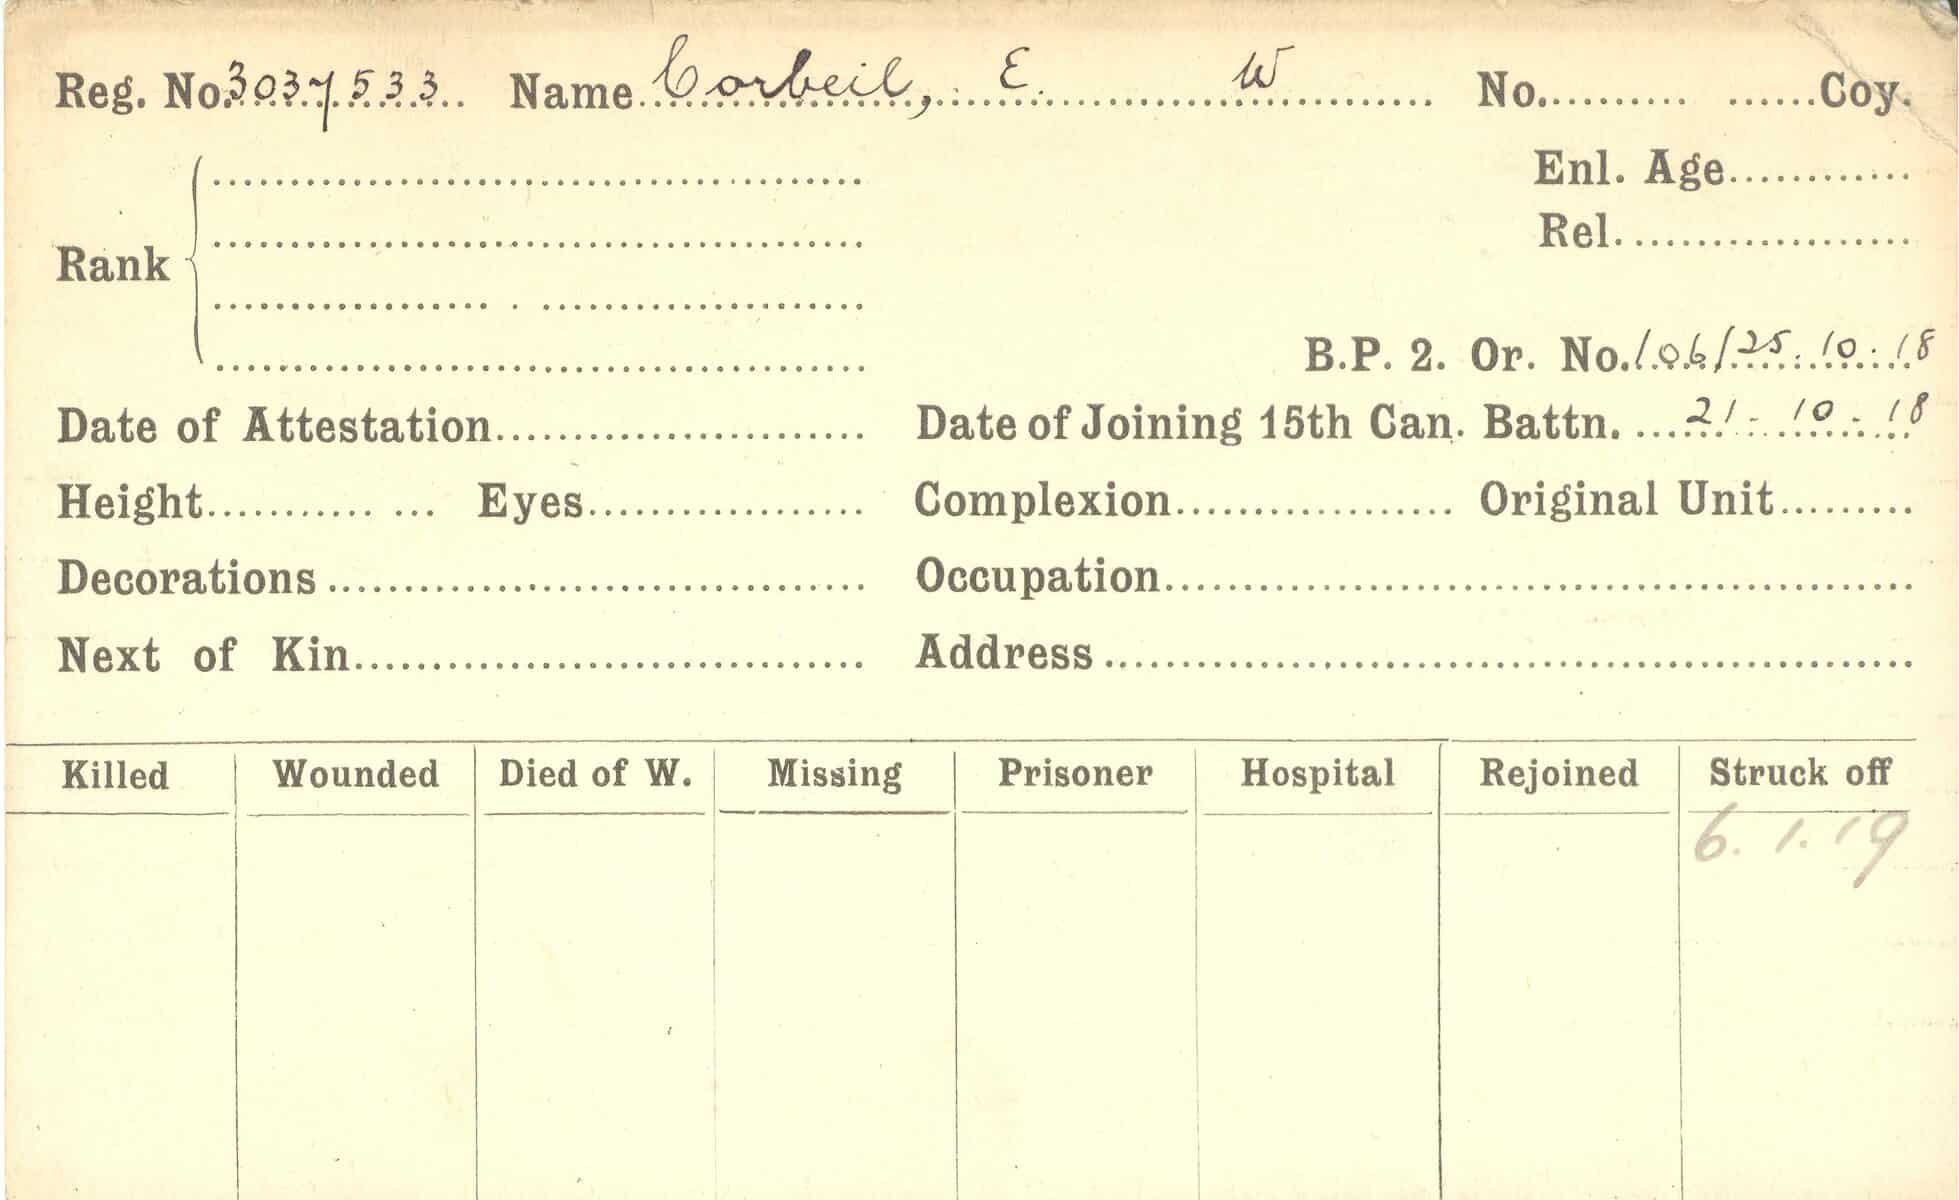 Reg. No. 3037533 Name Corbeil, E. W No. Coy.
Enl. Age
Rel.
Rank
B.P. 2. Or. No. 106/25.10.18
Date of Attestation Date of Joining 15th Can. Battn. 21-10-18
Height Eyes Complexion Original Unit
Decorations Occupation
Next of Kin Address
Killed Wounded Died of W. Missing Prisoner Hospital Rejoined Struck off
6.1.19